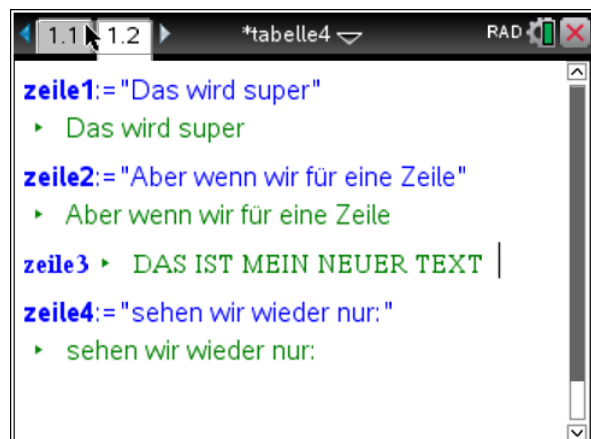 1.1 1.2 *tabelle4 RAD
zeile1:="Das wird super"
▸ Das wird super
zeile2:="Aber wenn wir für eine Zeile"
▸ Aber wenn wir für eine Zeile
zeile3 ▸ DAS IST MEIN NEUER TEXT
zeile4:="sehen wir wieder nur:"
▸ sehen wir wieder nur: